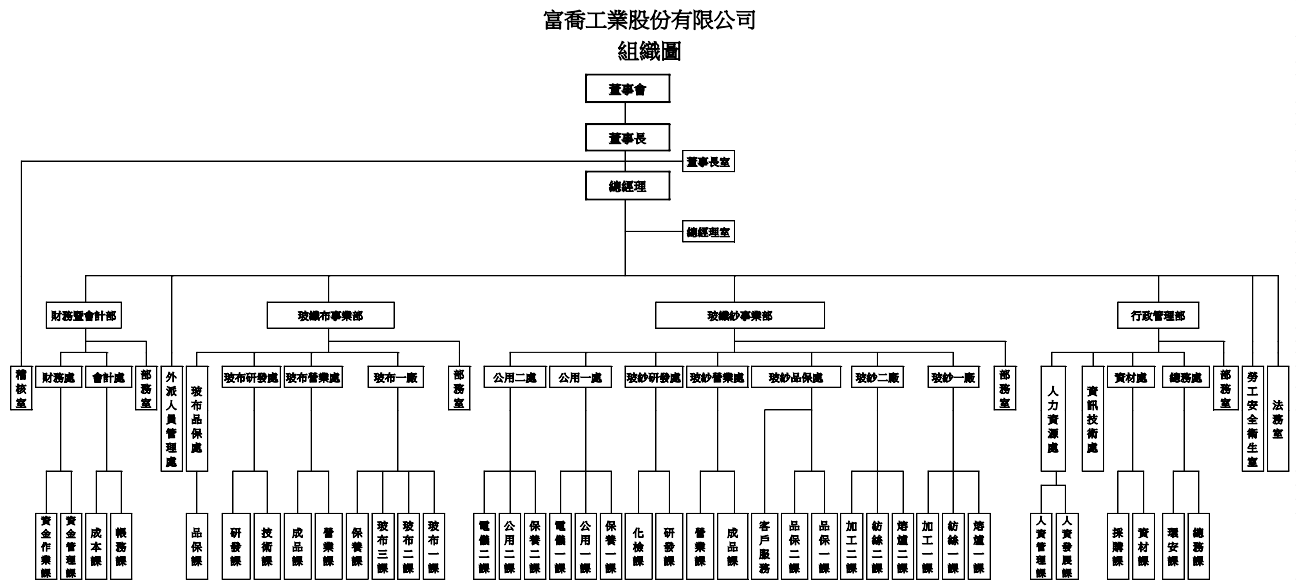 富喬工業股份有限公司
組織圖
董事會
董事長
董事長室
總經理
總經理室
財務暨會計部
玻纖布事業部
玻纖紗事業部
行政管理部
稽核室
財務處
會計處
部務室
外派人員管理處
玻布品保處
玻布研發處
玻布營業處
玻布一廠
部務室
公用二處
公用一處
玻紗研發處
玻紗營業處
玻紗品保處
玻紗二廠
玻紗一廠
部務室
人力資源處
資訊技術處
資材處
總務處
部務室
勞工安全衛生室
法務室
資金作業課
資金管理課
成本課
帳務課
品保課
研發課
技術課
成品課
營業課
保養課
玻布三課
玻布二課
玻布一課
電儀二課
公用二課
保養二課
電儀一課
公用一課
保養一課
化檢課
研發課
營業課
成品課
客戶服務
品保二課
品保一課
加工二課
紡絲二課
熔爐二課
加工一課
紡絲一課
熔爐一課
人資管理課
人資發展課
採購課
資材課
環安課
總務課